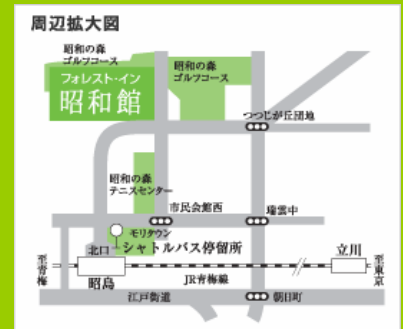 周辺拡大図
昭和の森
ゴルフコース
フォレスト・イン
昭和館
昭和の森
ゴルフコース
つつじが丘団地
昭和の森
テニスセンター
市民会館西
瑞雲中
モリタウン
シャトルバス停留所
北口
立川
至青梅
昭島
JR青梅線
至東京
江戸街道
朝日町